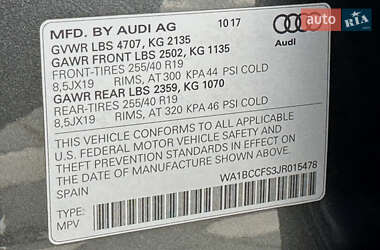 auto RIA
MFD. BY AUDI AG 10 17
GVWR LBS 4707, KG 2135
GAWR FRONT LBS 2502, KG 1135
FRONT-TIRES 255/40 R19
8,5JX19 RIMS, AT 300 KPA 44 PSI COLD
GAWR REAR LBS 2359, KG 1070
REAR-TIRES 255/40 R19
8,5JX19 RIMS, AT 320 KPA 46 PSI COLD
Audi
THIS VEHICLE CONFORMS TO ALL APPLICABLE
U.S. FEDERAL MOTOR VEHICLE SAFETY, BUMPER AND
THEFT PREVENTION STANDARDS IN EFFECT ON THE
DATE OF MANUFACTURE SHOWN ABOVE.
SPAIN WA1BCCFS3JR015478
TYPE:
MPV